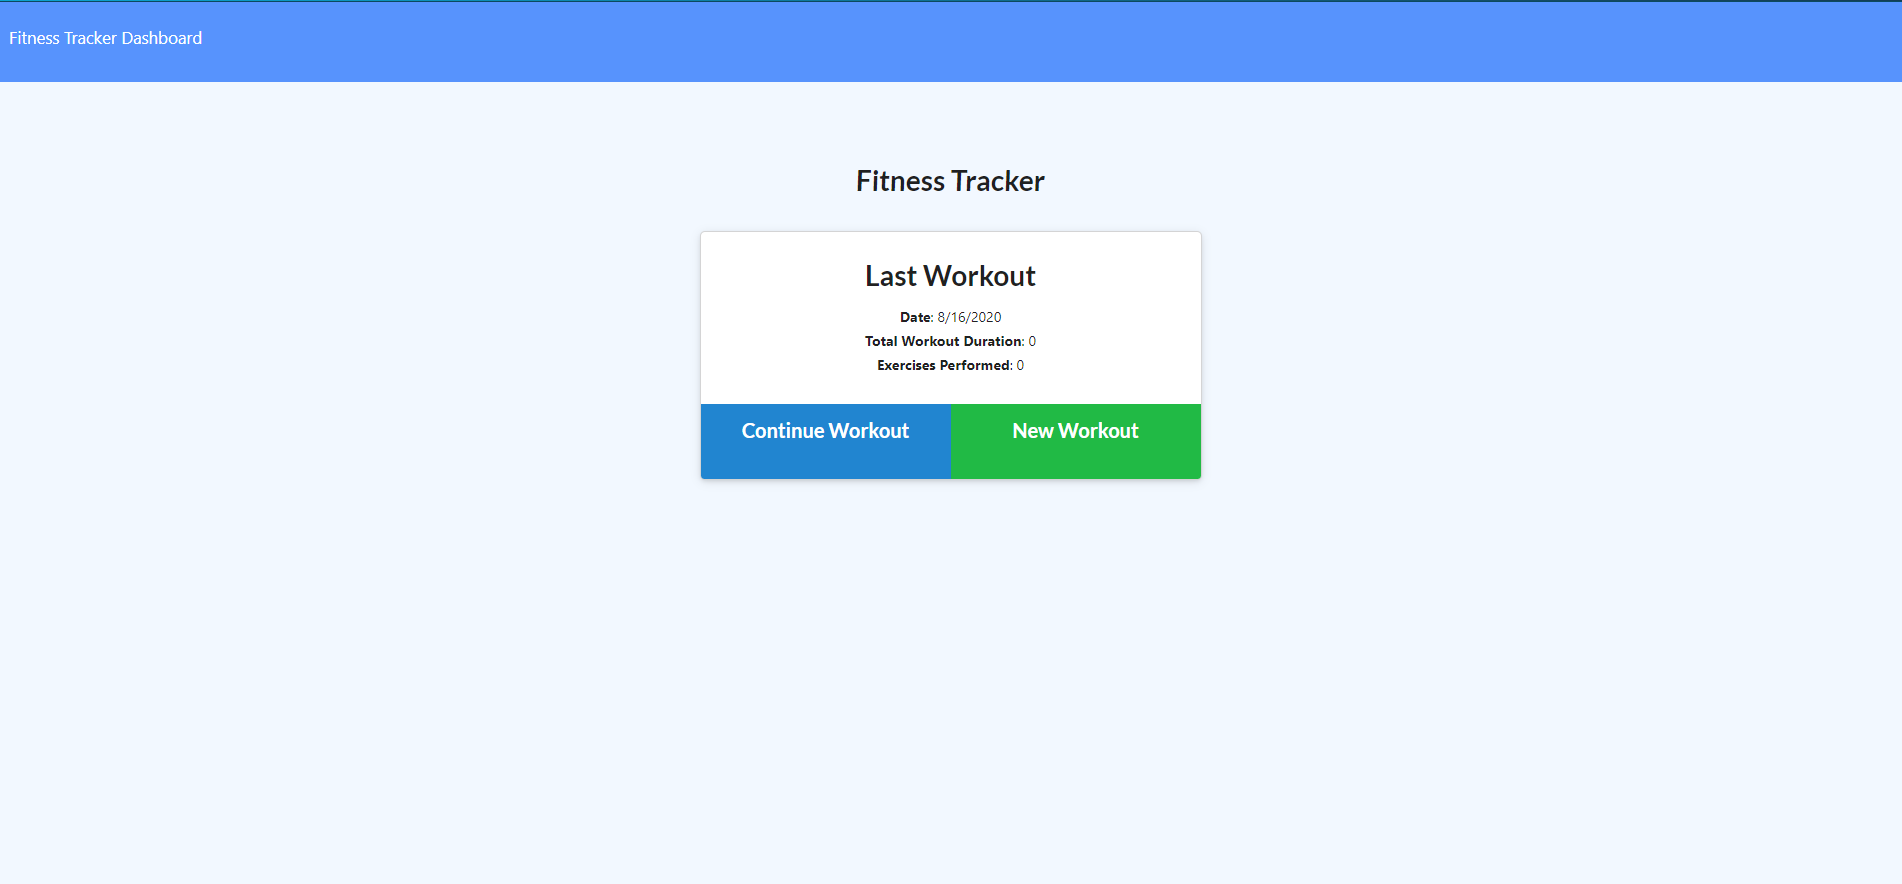 Fitness Tracker Dashboard
Fitness Tracker
Last Workout
Date: 8/16/2020
Total Workout Duration: 0
Exercises Performed: 0
Continue Workout
New Workout